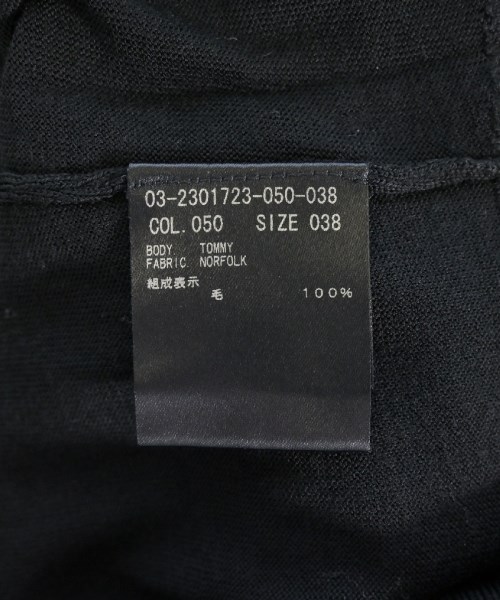 03-2301723-050-038
COL.050 SIZE 038
BODY TOMMY
FABRIC NORFOLK
組成表示
毛 100%